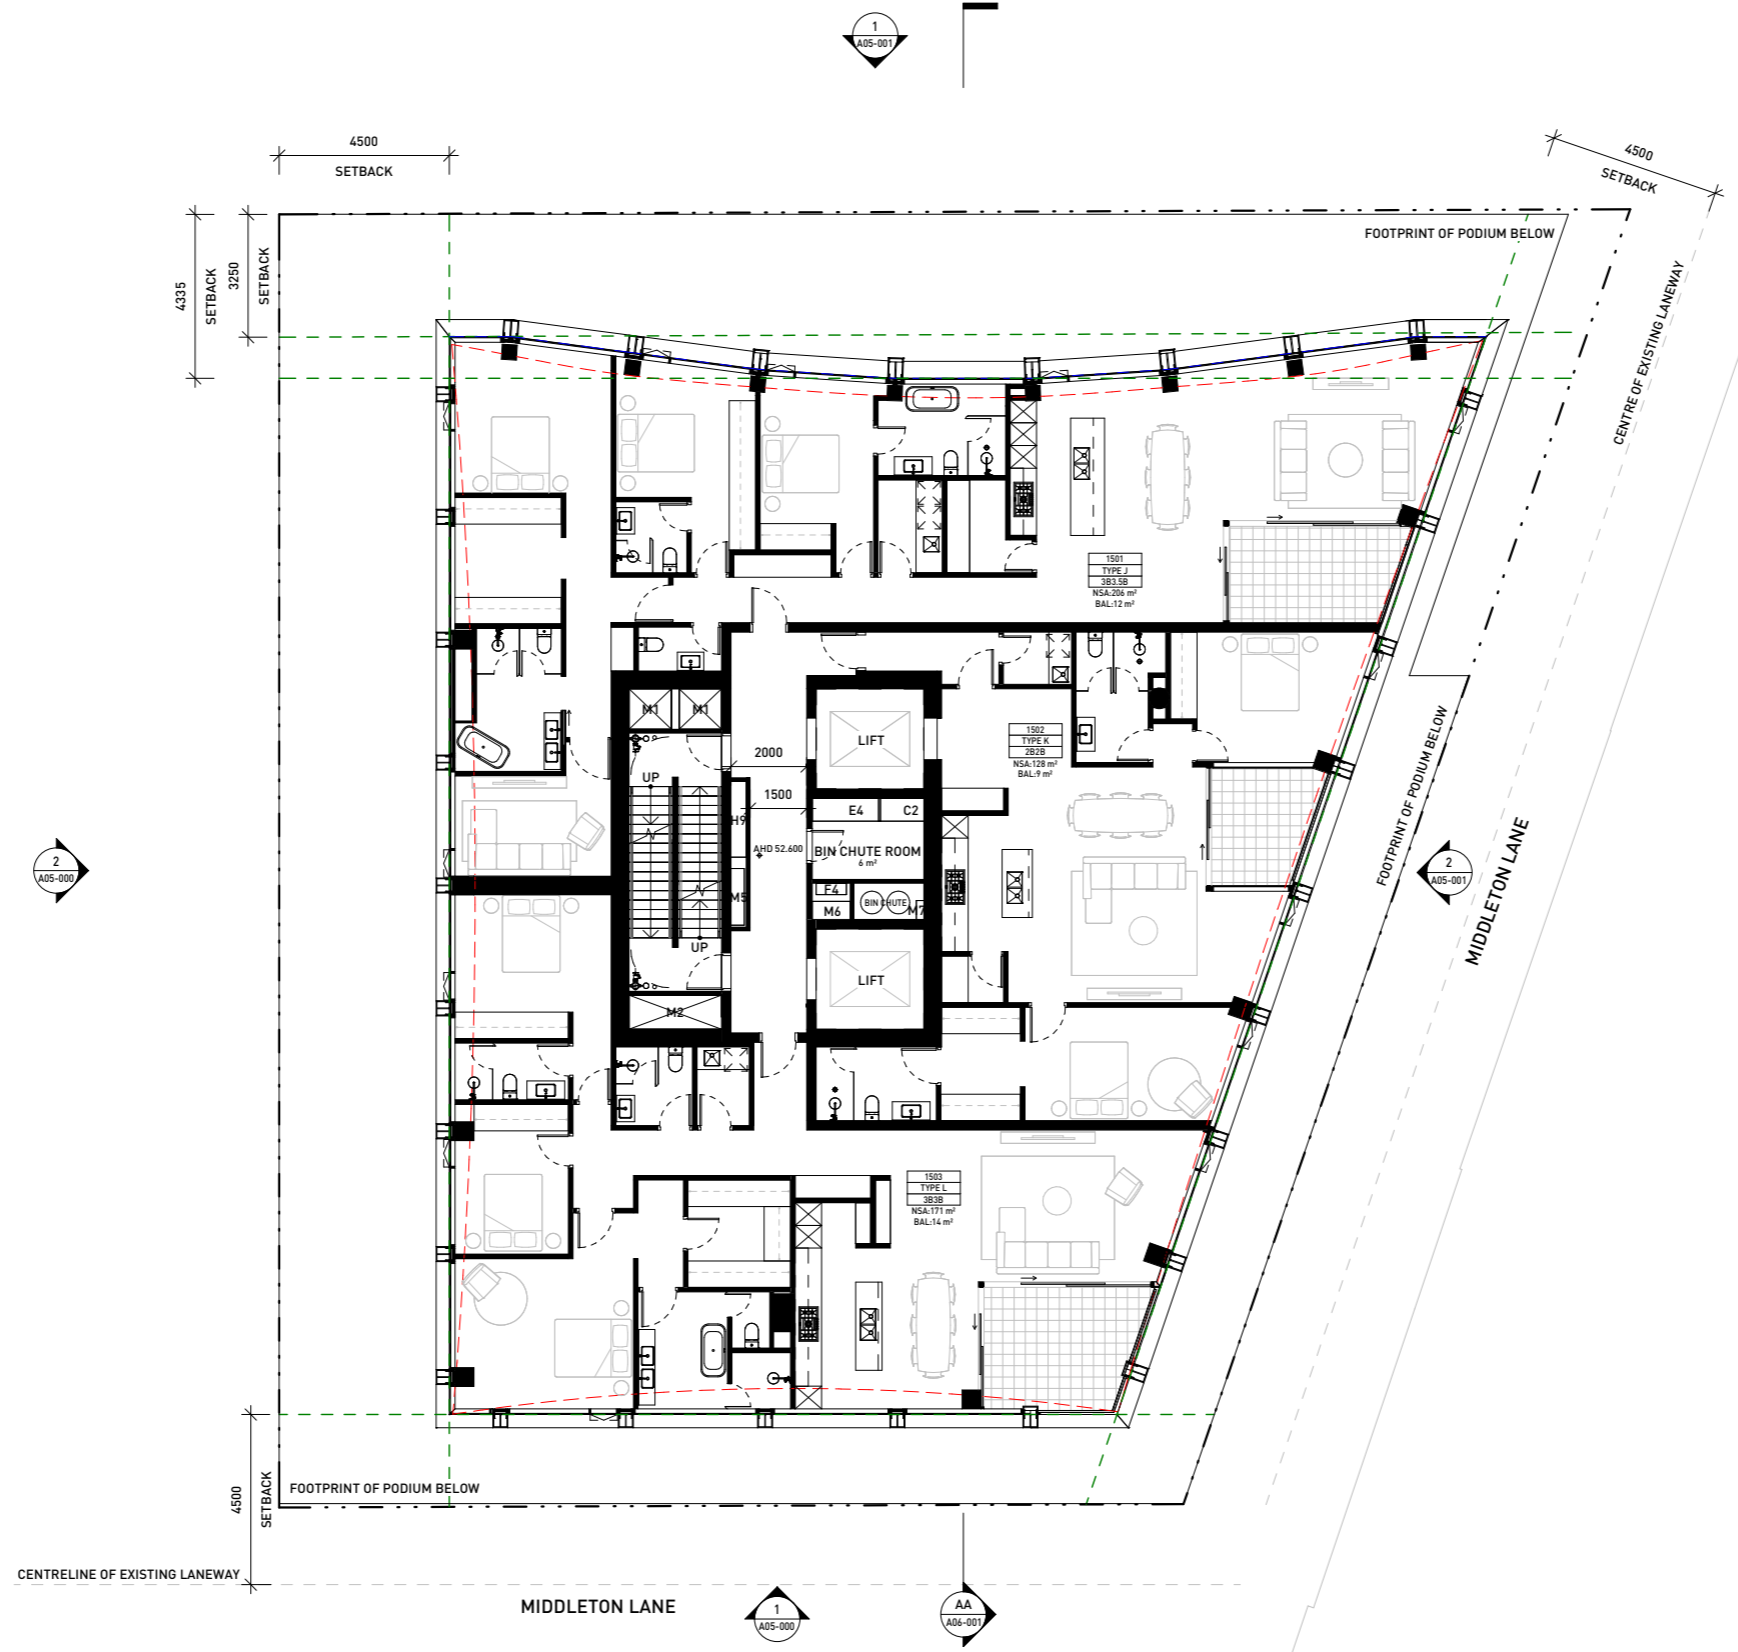 1
A05-001
4500
SETBACK
4500
SETBACK
FOOTPRINT OF PODIUM BELOW
4335
SETBACK
3250
SETBACK
CENTRE OF EXISTING LANEWAY
1501
TYPE J
3B3.5B
NSA:206 m²
BAL:12 m²
M1
M1
LIFT
1502
TYPE K
2B2B
NSA:128 m²
BAL:9 m²
2000
UP
1500
E4
C2
H9
AHD 52.600
BIN CHUTE ROOM
6 m²
FOOTPRINT OF PODIUM BELOW
2
A05-000
2
A05-001
MIDDLETON LANE
M5
F4
M6
BIN CHUTE
M7
UP
LIFT
M2
1503
TYPE L
3B3B
NSA:171 m²
BAL:14 m²
FOOTPRINT OF PODIUM BELOW
4500
SETBACK
CENTRELINE OF EXISTING LANEWAY
MIDDLETON LANE
1
A05-000
AA
A06-001